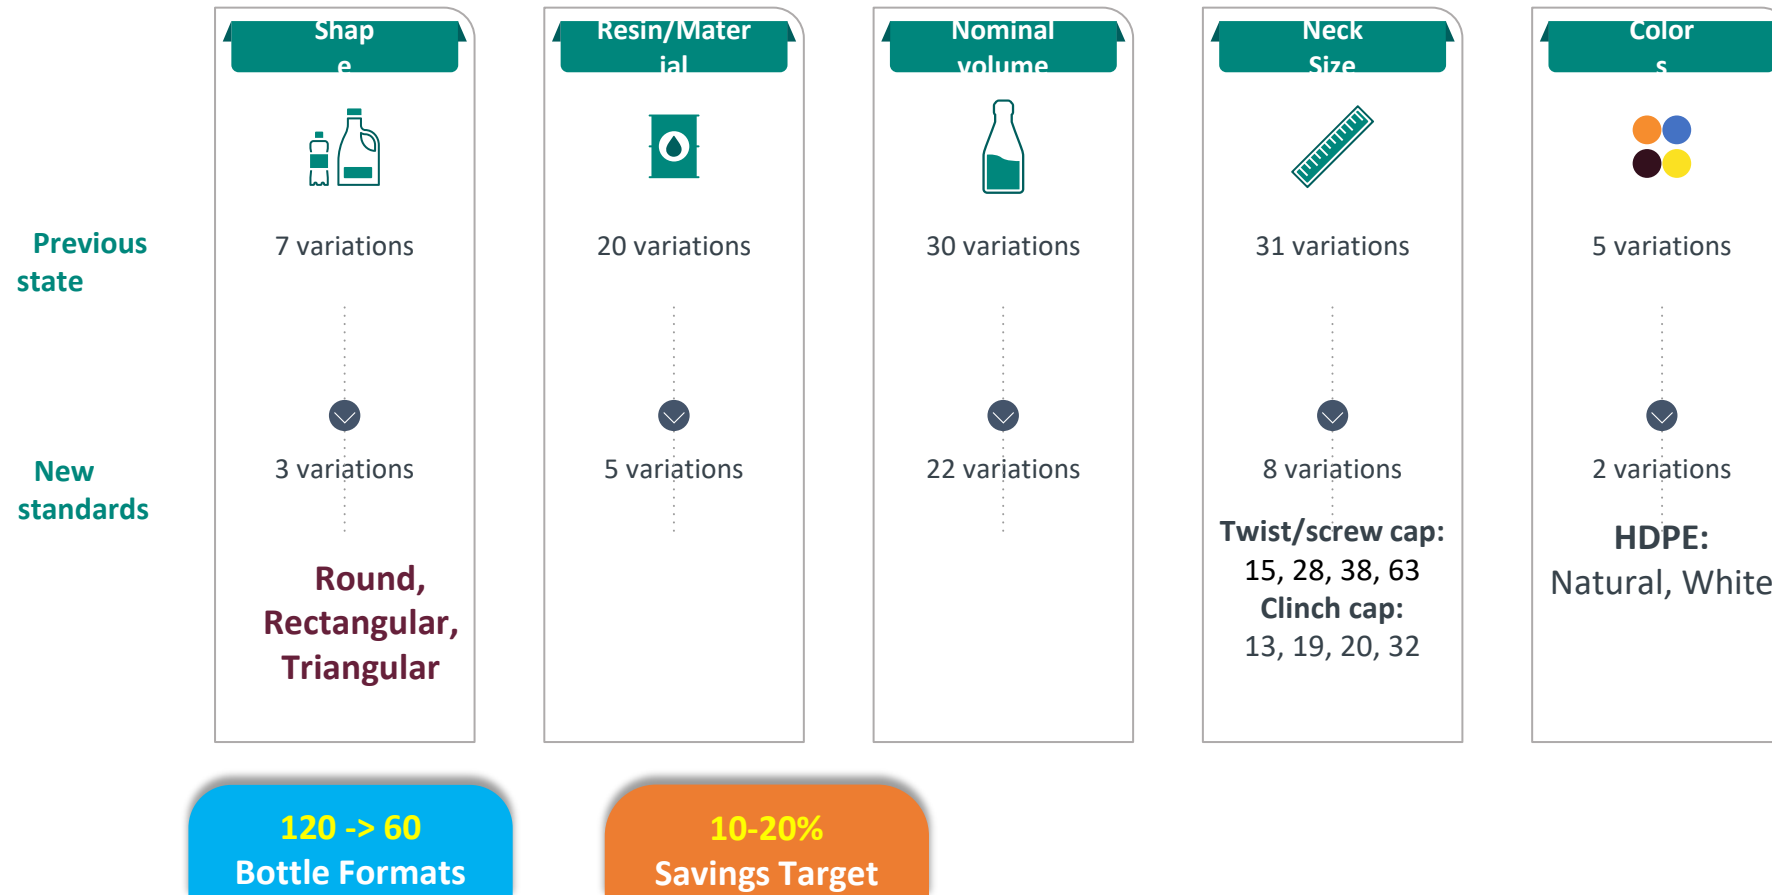 Shap
e
Resin/Mater
ial
Nominal
volume
Neck
Size
Color
s
Previous
state
7 variations
20 variations
30 variations
31 variations
5 variations
New
standards
3 variations
5 variations
22 variations
8 variations
2 variations
Round,
Rectangular,
Triangular
Twist/screw cap:
15, 28, 38, 63
Clinch cap:
13, 19, 20, 32
HDPE:
Natural, White
120 -> 60
Bottle Formats
10-20%
Savings Target